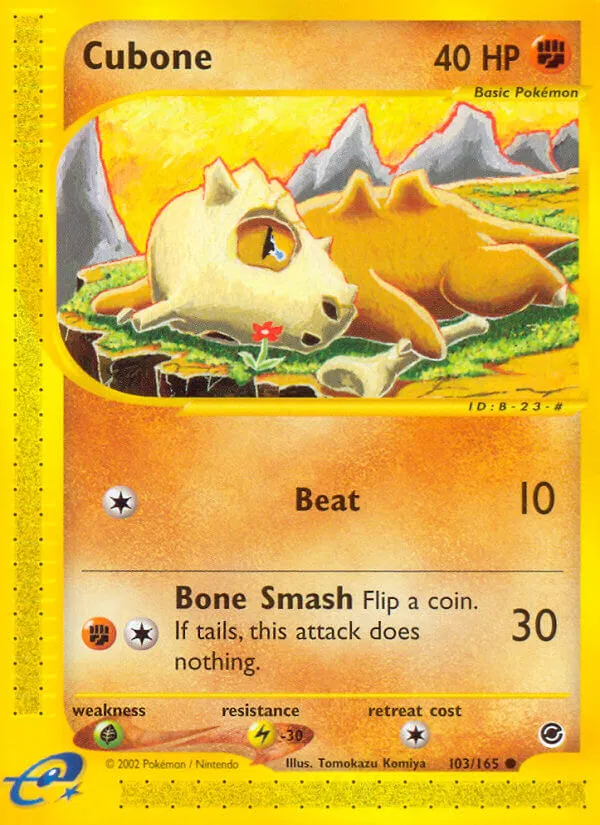 Cubone 40 HP
Basic Pokémon
ID:B-23-#
Beat 10
Bone Smash Flip a coin.
If tails, this attack does
nothing.
30
weakness resistance retreat cost
-30
© 2002 Pokémon / Nintendo Illus. Tomokazu Komiya 103/165
e